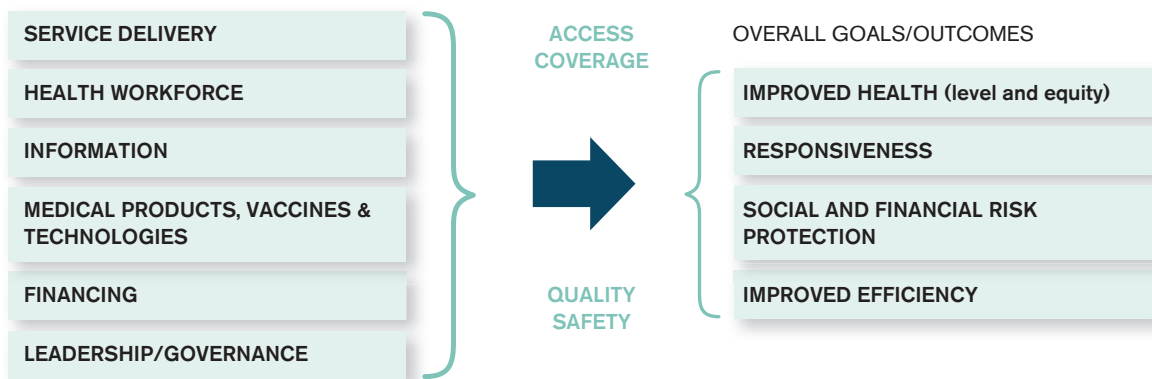 SERVICE DELIVERY
HEALTH WORKFORCE
INFORMATION
MEDICAL PRODUCTS, VACCINES &
TECHNOLOGIES
FINANCING
LEADERSHIP/GOVERNANCE
ACCESS
COVERAGE
QUALITY
SAFETY
OVERALL GOALS/OUTCOMES
IMPROVED HEALTH (level and equity)
RESPONSIVENESS
SOCIAL AND FINANCIAL RISK
PROTECTION
IMPROVED EFFICIENCY